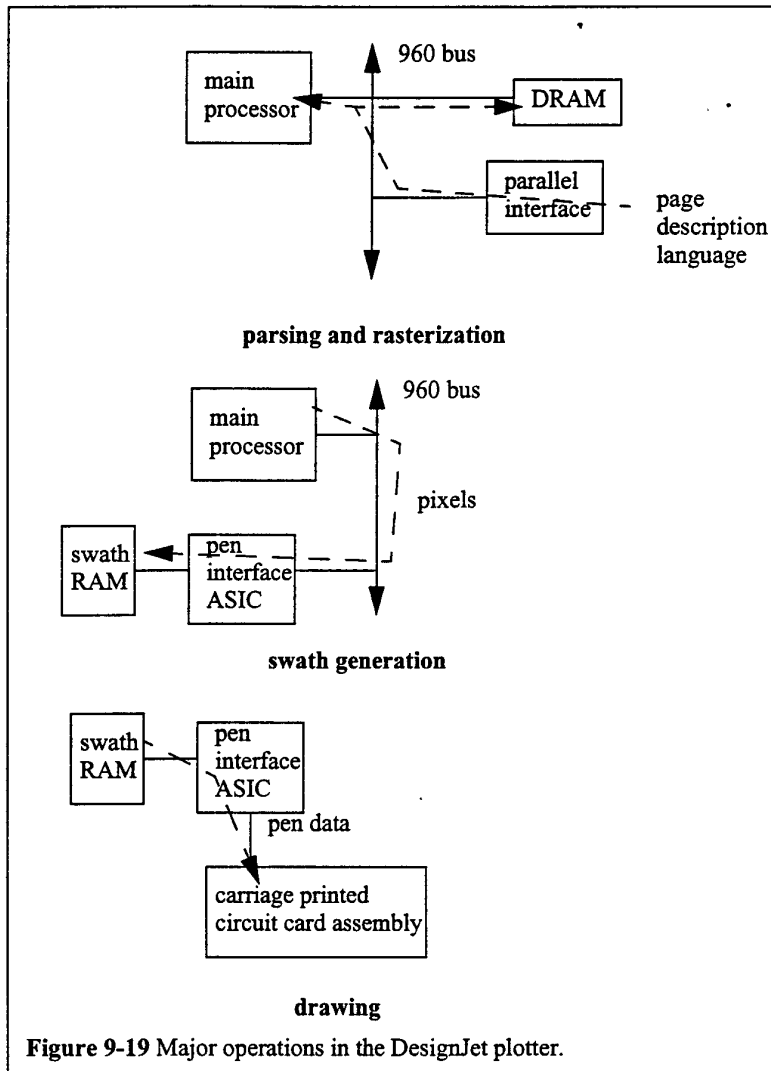 960 bus
main
processor
DRAM
parallel
interface
page
description
language
parsing and rasterization
960 bus
main
processor
pixels
swath
RAM
pen
interface
ASIC
swath generation
swath
RAM
pen
interface
ASIC
pen data
carriage printed
circuit card assembly
drawing
Figure 9-19 Major operations in the DesignJet plotter.